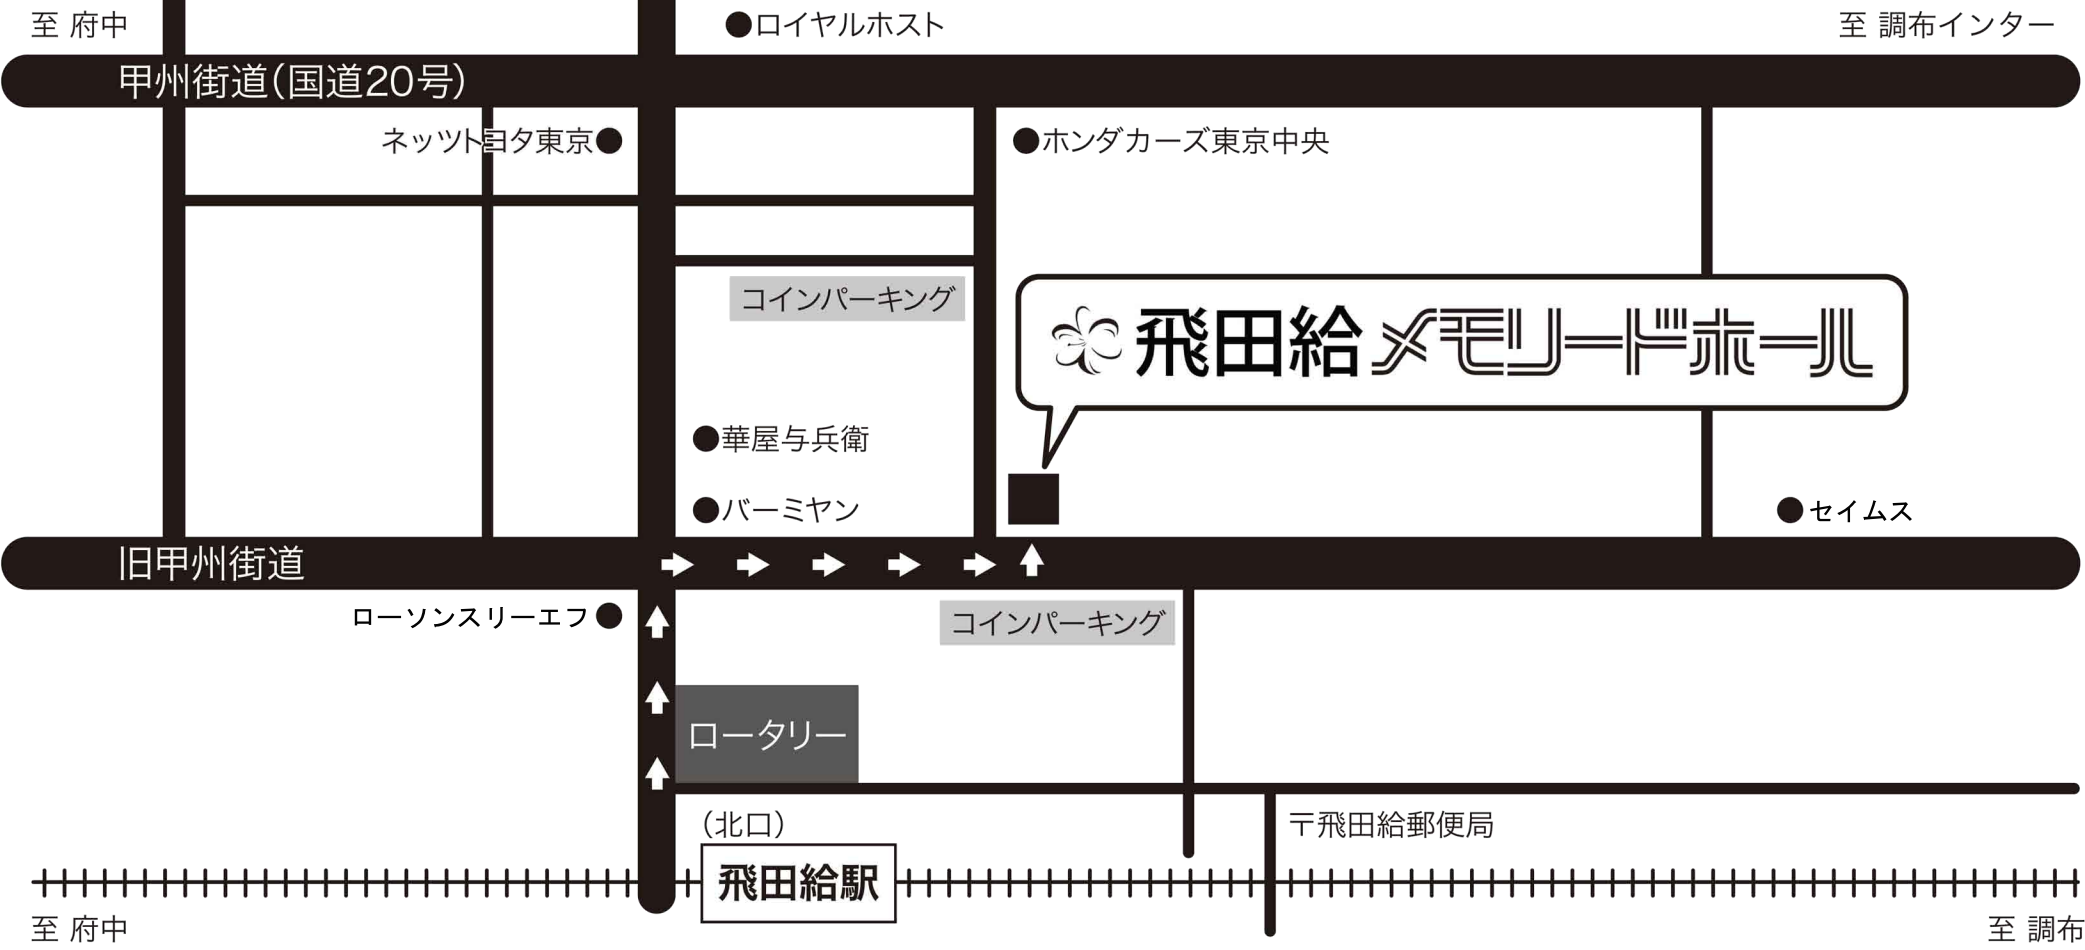 至 府中
●ロイヤルホスト
至 調布インター
甲州街道(国道20号)
ネッツトヨタ東京●
●ホンダカーズ東京中央
コインパーキング
飛田給メモリードホール
●華屋与兵衛
●バーミヤン
●セイムス
旧甲州街道
ローソンスリーエフ●
コインパーキング
ロータリー
(北口)
〒飛田給郵便局
飛田給駅
至 府中
至 調布